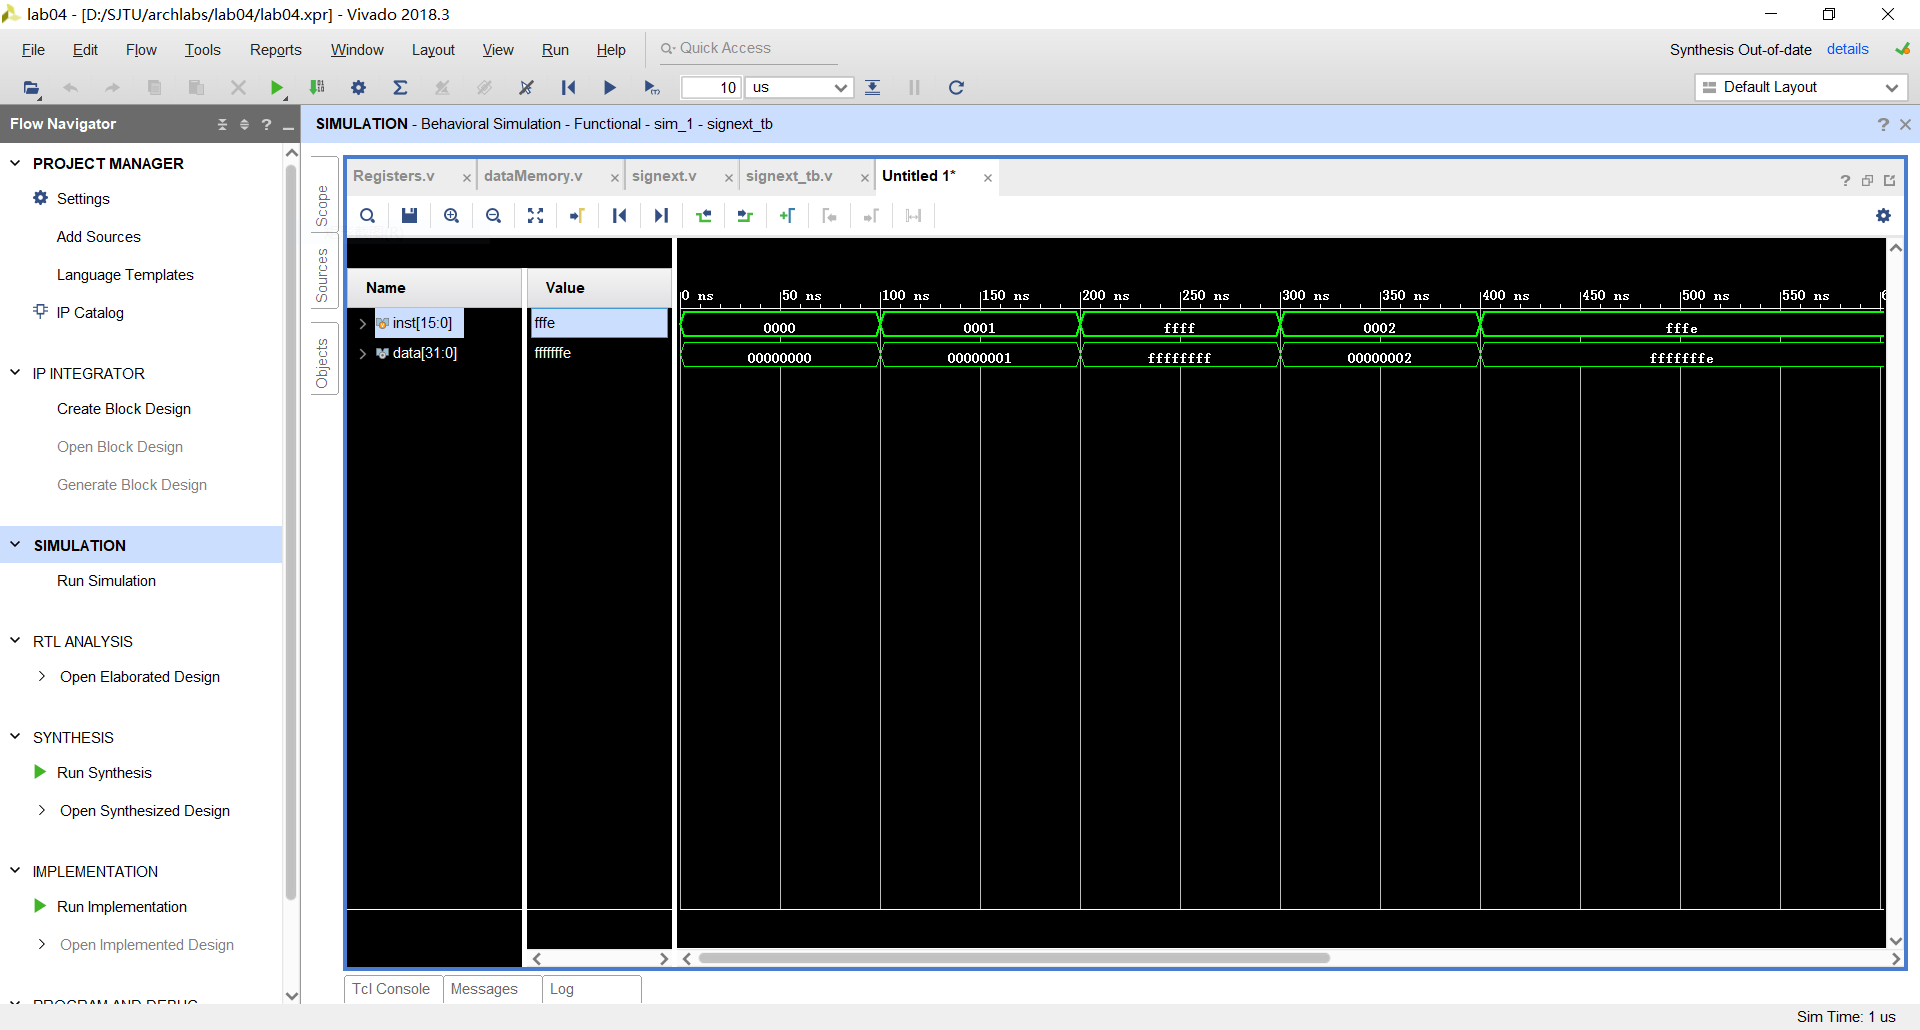 lab04 - [D:/SJTU/archlabs/lab04/lab04.xpr] - Vivado 2018.3
File Edit Flow Tools Reports Window Layout View Run Help Quick Access
Synthesis Out-of-date details
10 us
Default Layout
Flow Navigator
SIMULATION - Behavioral Simulation - Functional - sim_1 - signext_tb
PROJECT MANAGER
Settings
Add Sources
Language Templates
IP Catalog
IP INTEGRATOR
Create Block Design
Open Block Design
Generate Block Design
SIMULATION
Run Simulation
RTL ANALYSIS
Open Elaborated Design
SYNTHESIS
Run Synthesis
Open Synthesized Design
IMPLEMENTATION
Run Implementation
Open Implemented Design
PROGRAM AND DEBUG
Scope
Sources
Objects
Registers.v dataMemory.v signext.v signext_tb.v Untitled 1*
Name Value
0 ns 50 ns 100 ns 150 ns 200 ns 250 ns 300 ns 350 ns 400 ns 450 ns 500 ns 550 ns
inst[15:0] fffe 0000 0001 ffff 0002 fffe
data[31:0] fffffffe 00000000 00000001 ffffffff 00000002 fffffffe
Tcl Console Messages Log
Sim Time: 1 us